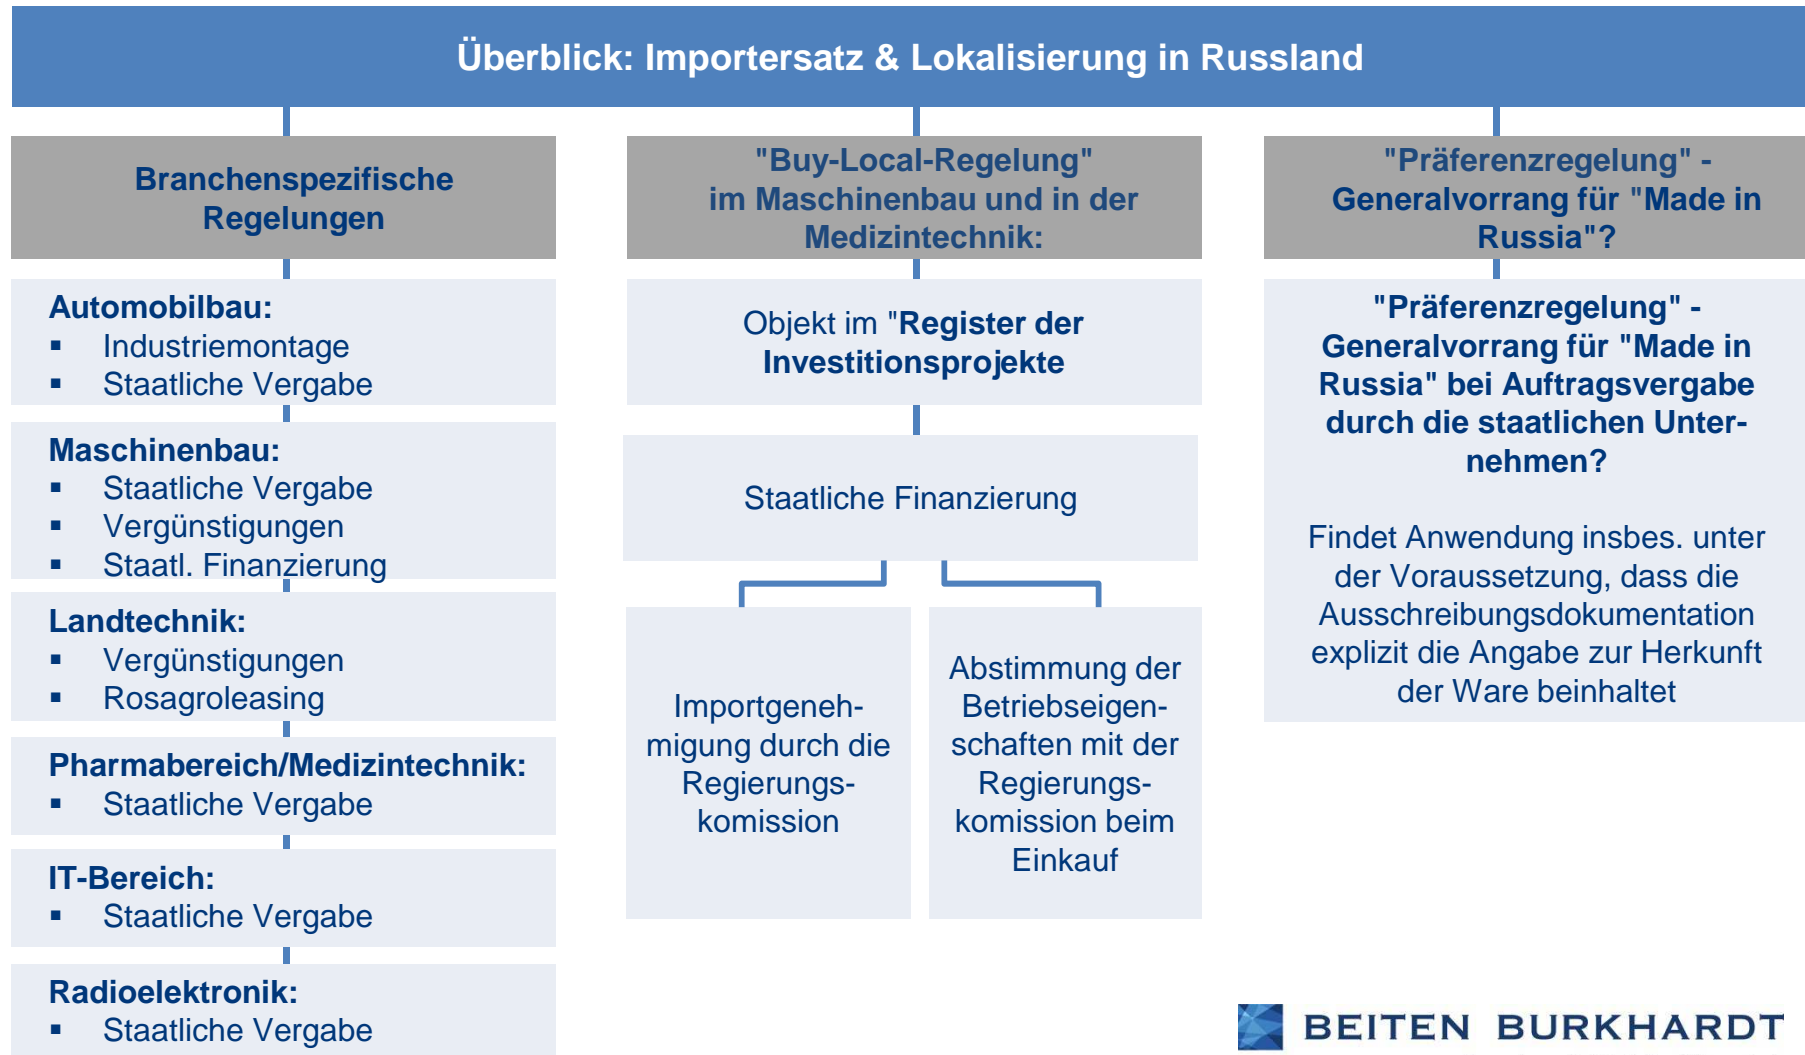 Überblick: Importersatz & Lokalisierung in Russland
Branchenspezifische
Regelungen
Automobilbau:
▪ Industriemontage
▪ Staatliche Vergabe
Maschinenbau:
▪ Staatliche Vergabe
▪ Vergünstigungen
▪ Staatl. Finanzierung
Landtechnik:
▪ Vergünstigungen
▪ Rosagroleasing
Pharmabereich/Medizintechnik:
▪ Staatliche Vergabe
IT-Bereich:
▪ Staatliche Vergabe
Radioelektronik:
▪ Staatliche Vergabe
"Buy-Local-Regelung"
im Maschinenbau und in der
Medizintechnik:
Objekt im "Register der
Investitionsprojekte
Staatliche Finanzierung
Importgeneh-
migung durch die
Regierungs-
komission
Abstimmung der
Betriebseigen-
schaften mit der
Regierungs-
komission beim
Einkauf
"Präferenzregelung" -
Generalvorrang für "Made in
Russia"?
"Präferenzregelung" -
Generalvorrang für "Made in
Russia" bei Auftragsvergabe
durch die staatlichen Unter-
nehmen?
Findet Anwendung insbes. unter
der Voraussetzung, dass die
Ausschreibungsdokumentation
explizit die Angabe zur Herkunft
der Ware beinhaltet
BEITEN BURKHARDT